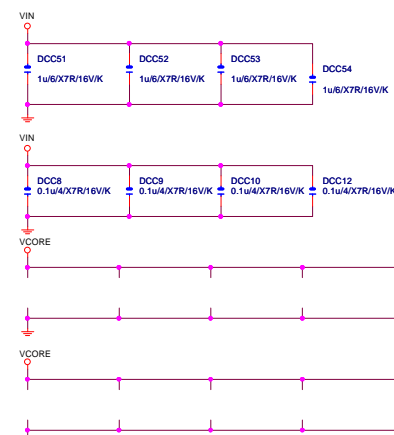 VIN
DCC51 DCC52 DCC53 DCC54
1u/6/X7R/16V/K 1u/6/X7R/16V/K 1u/6/X7R/16V/K 1u/6/X7R/16V/K
VIN
DCC8 DCC9 DCC10 DCC12
0.1u/4/X7R/16V/K 0.1u/4/X7R/16V/K 0.1u/4/X7R/16V/K 0.1u/4/X7R/16V/K
VCORE
VCORE